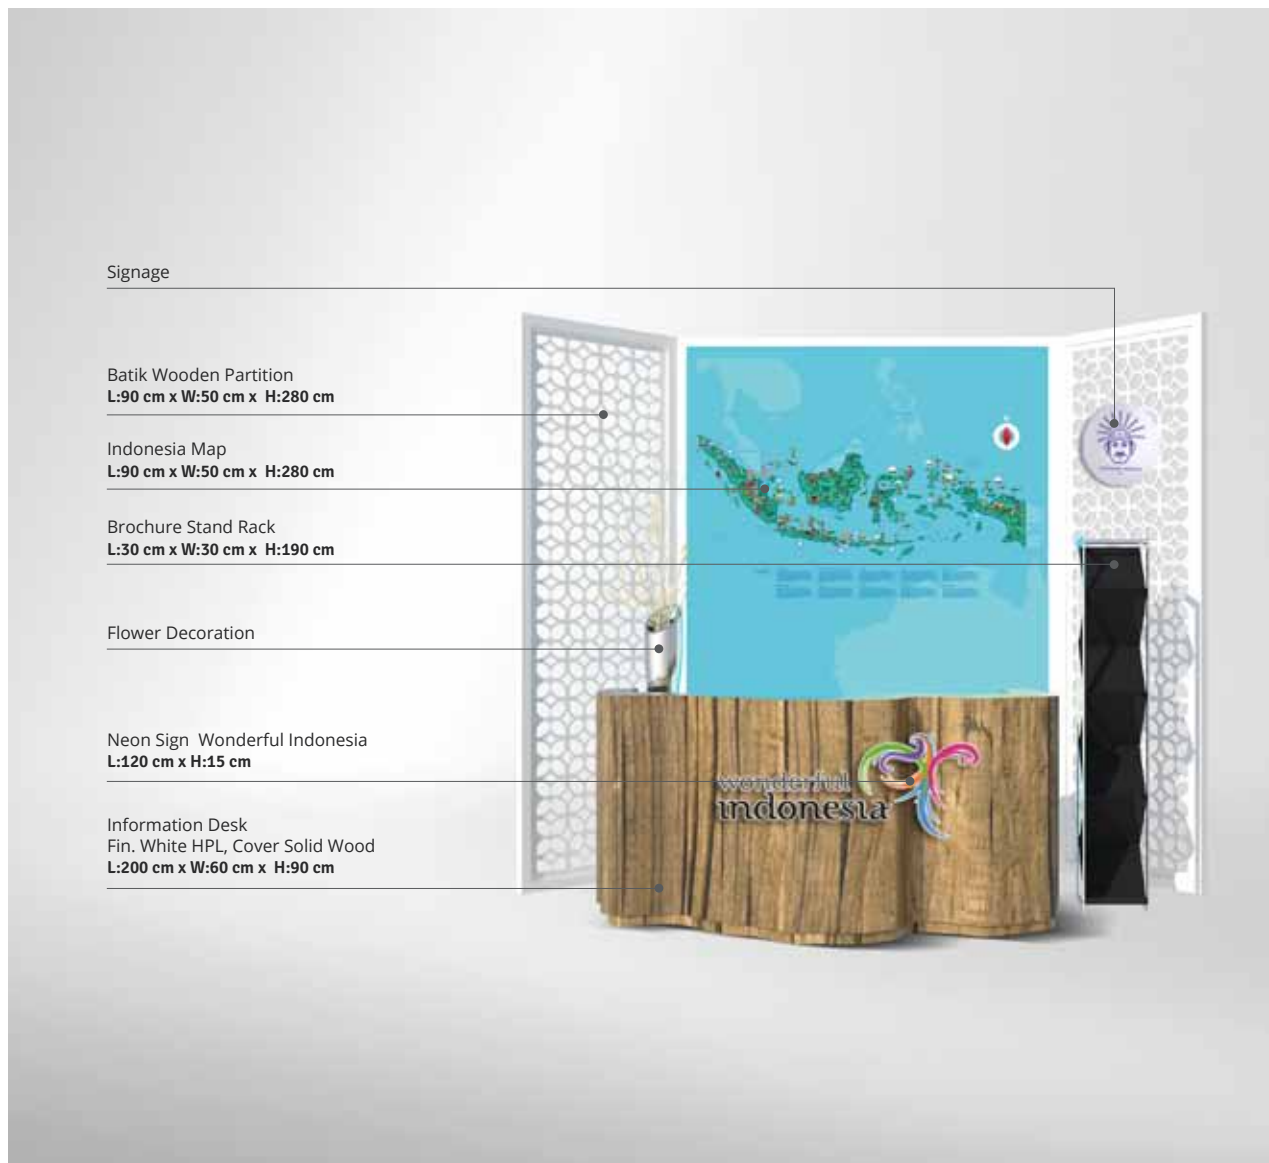 Signage
Batik Wooden Partition
L:90 cm x W:50 cm x H:280 cm
Indonesia Map
L:90 cm x W:50 cm x H:280 cm
Brochure Stand Rack
L:30 cm x W:30 cm x H:190 cm
Flower Decoration
Neon Sign Wonderful Indonesia
L:120 cm x H:15 cm
Information Desk
Fin. White HPL, Cover Solid Wood
L:200 cm x W:60 cm x H:90 cm
wonderful
indonesia